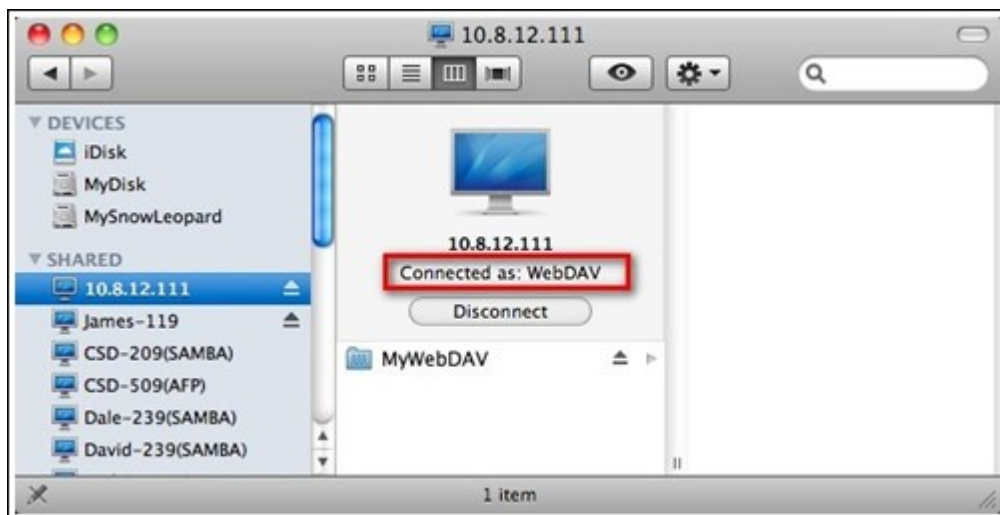 10.8.12.111
DEVICES
iDisk
MyDisk
MySnowLeopard
SHARED
10.8.12.111
James-119
CSD-209(SAMBA)
CSD-509(AFP)
Dale-239(SAMBA)
David-239(SAMBA)
10.8.12.111
Connected as: WebDAV
Disconnect
MyWebDAV
1 item